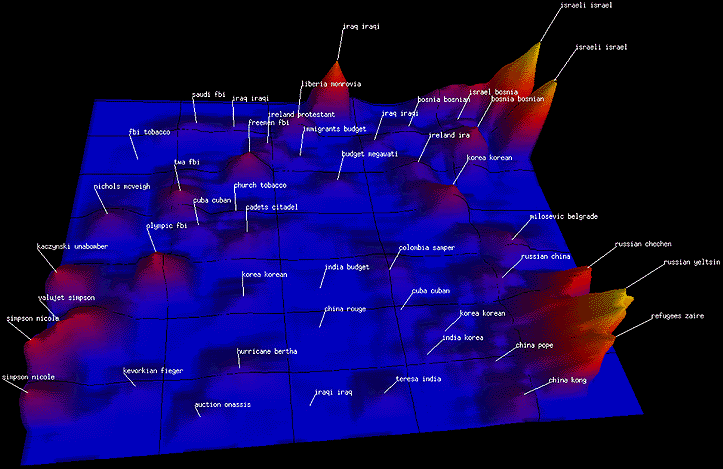 israeli israel
iraq iraqi
israeli israel
liberia monrovia
saudi fbi
iraq iraqi
bosnia bosnian
israel bosnia
bosnia bosnian
ireland protestant
iraq iraqi
freemen fbi
immigrants budget
fbi tobacco
ireland ira
twa fbi
budget megawati
korea korean
nichols mcveigh
church tobacco
cuba cuban
cadets citadel
milosevic belgrade
olympic fbi
kaczynski unabomber
colombia samper
russian chechen
russian china
russian yeltsin
korea korean
india budget
cuba cuban
valujet simpson
china rouge
korea korean
refugees zaire
simpson nicole
india korea
china pope
hurricane bertha
kevorkian fieger
simpson nicole
teresa india
china kong
iraqi iraq
auction onassis